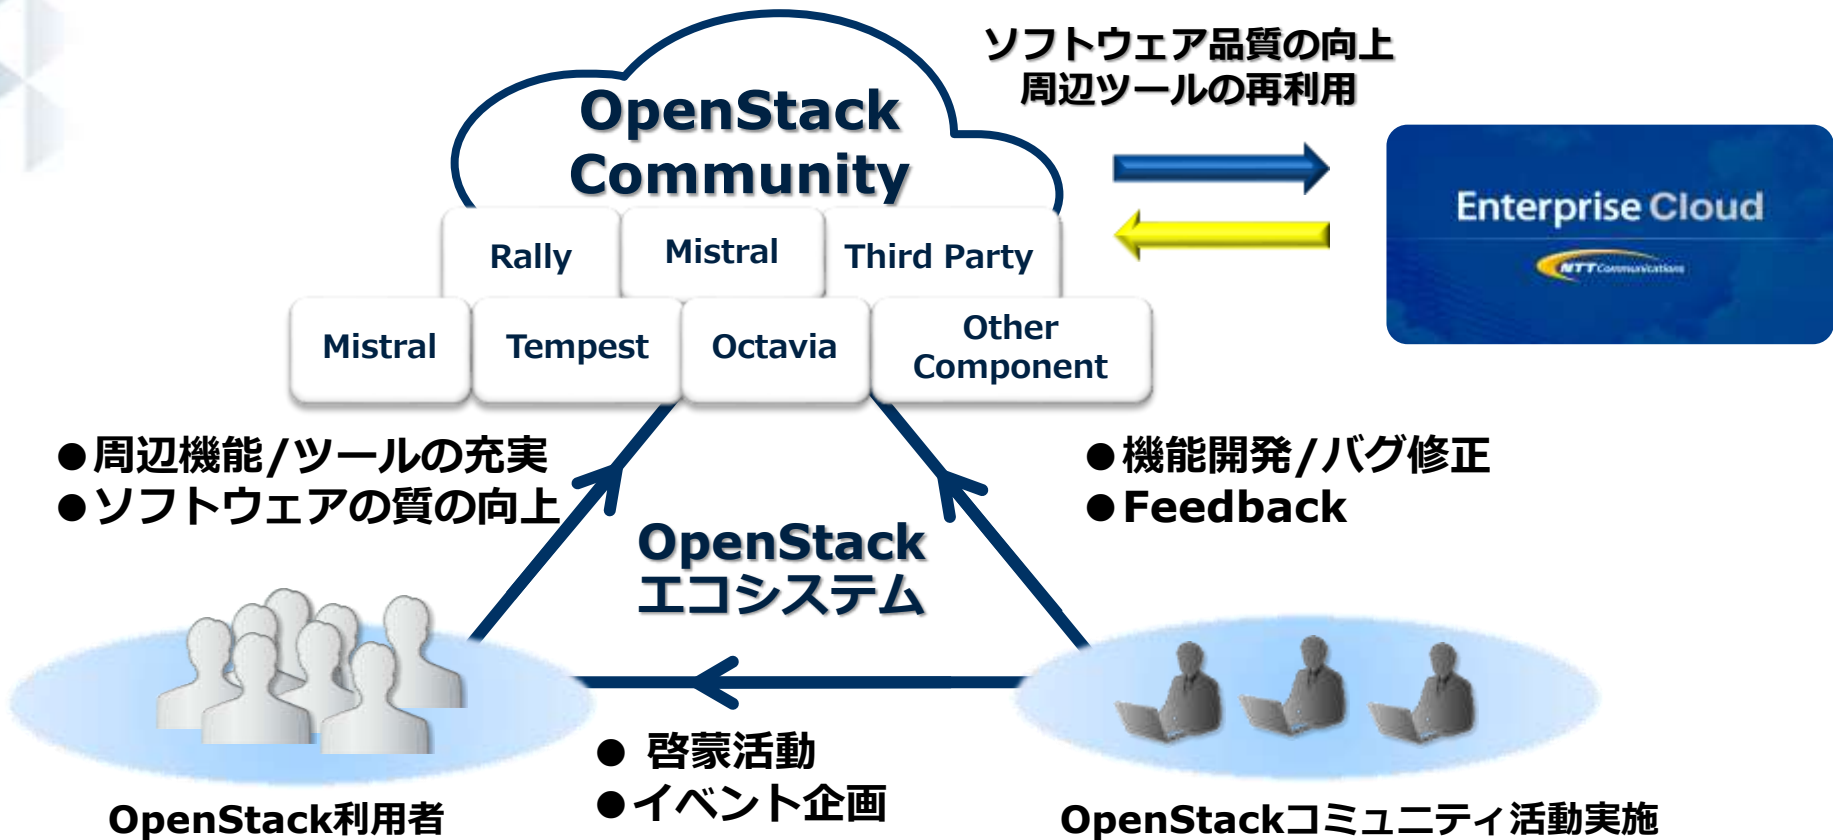 ソフトウェア品質の向上
周辺ツールの再利用
OpenStack
Community
Enterprise Cloud
NTT Communications
Rally
Mistral
Third Party
Mistral
Tempest
Octavia
Other
Component
●周辺機能/ツールの充実
●ソフトウェアの質の向上
●機能開発/バグ修正
●Feedback
OpenStack
エコシステム
● 啓蒙活動
●イベント企画
OpenStack利用者
OpenStackコミュニティ活動実施